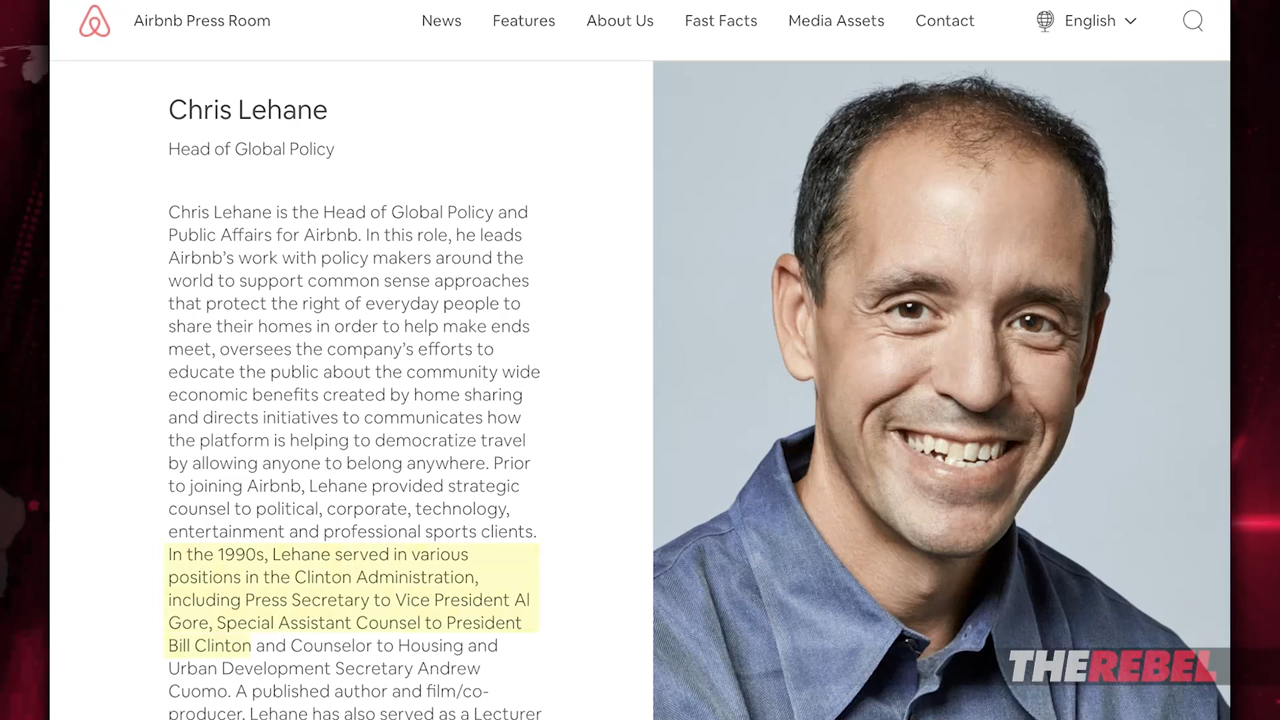 Airbnb Press Room
News
Features
About Us
Fast Facts
Media Assets
Contact
English
Chris Lehane
Head of Global Policy
Chris Lehane is the Head of Global Policy and
Public Affairs for Airbnb. In this role, he leads
Airbnb's work with policy makers around the
world to support common sense approaches
that protect the right of everyday people to
share their homes in order to help make ends
meet, oversees the company's efforts to
educate the public about the community wide
economic benefits created by home sharing
and directs initiatives to communicates how
the platform is helping to democratize travel
by allowing anyone to belong anywhere. Prior
to joining Airbnb, Lehane provided strategic
counsel to political, corporate, technology,
entertainment and professional sports clients.
In the 1990s, Lehane served in various
positions in the Clinton Administration,
including Press Secretary to Vice President Al
Gore, Special Assistant Counsel to President
Bill Clinton and Counselor to Housing and
Urban Development Secretary Andrew
Cuomo. A published author and film/co-
producer, Lehane has also served as a Lecturer
THEREBEL